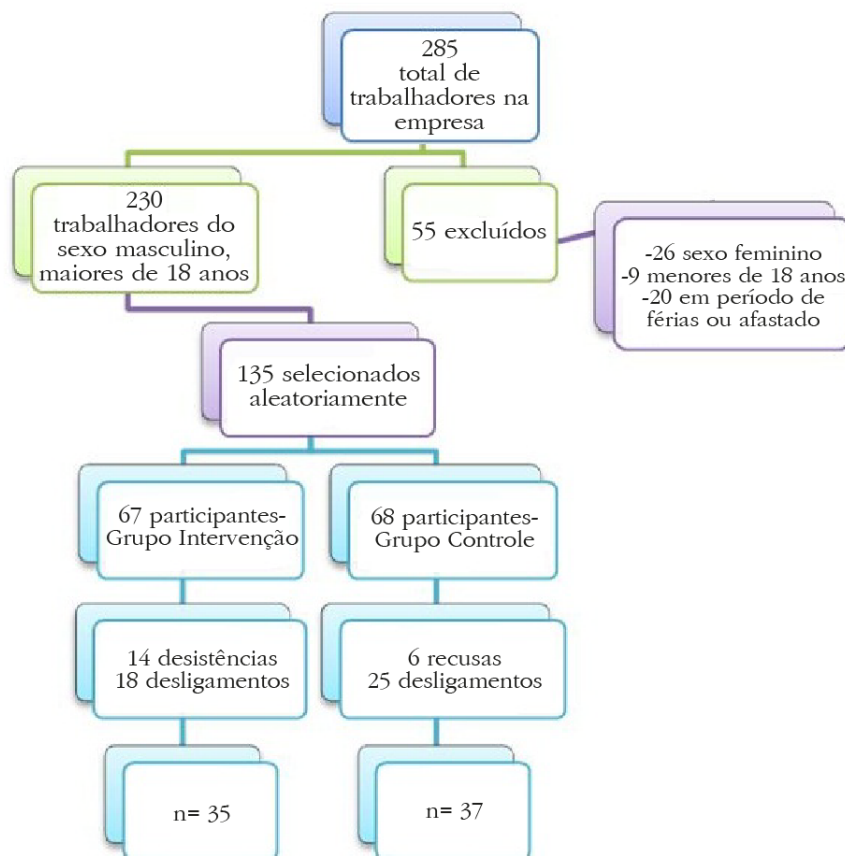 285
total de
trabalhadores na
empresa
230
trabalhadores do
sexo masculino,
maiores de 18 anos
55 excluídos
-26 sexo feminino
-9 menores de 18 anos
-20 em período de
férias ou afastado
135 selecionados
aleatoriamente
67 participantes-
Grupo Intervenção
68 participantes-
Grupo Controle
14 desistências
18 desligamentos
6 recusas
25 desligamentos
n= 35
n= 37